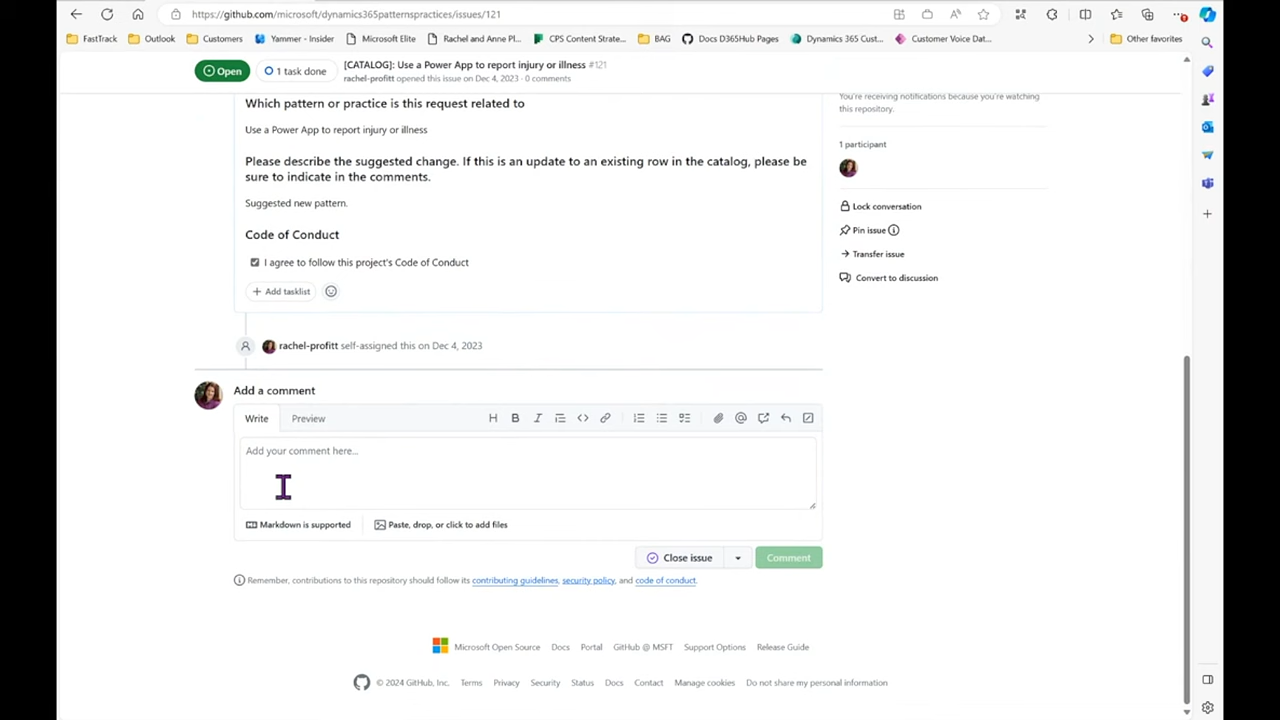 https://github.com/microsoft/dynamics365patternspractices/issues/121
FastTrack
Outlook
Customers
Yammer - Insider
Microsoft Elite
Rachel and Anne Pl...
CPS Content Strate...
BAG
Docs D365Hub Pages
Dynamics 365 Cust...
Customer Voice Dat...
Other favorites
Open
1 task done
[CATALOG]: Use a Power App to report injury or illness #121
rachel-profitt opened this issue on Dec 4, 2023 · 0 comments
Which pattern or practice is this request related to
Use a Power App to report injury or illness
Please describe the suggested change. If this is an update to an existing row in the catalog, please be
sure to indicate in the comments.
Suggested new pattern.
Code of Conduct
I agree to follow this project's Code of Conduct
Add tasklist
rachel-profitt self-assigned this on Dec 4, 2023
Add a comment
Write
Preview
Add your comment here...
Markdown is supported
Paste, drop, or click to add files
Close issue
Comment
Remember, contributions to this repository should follow its contributing guidelines, security policy, and code of conduct.
You're receiving notifications because you're watching
this repository.
1 participant
Lock conversation
Pin issue
Transfer issue
Convert to discussion
Microsoft Open Source
Docs
Portal
GitHub @ MSFT
Support Options
Release Guide
© 2024 GitHub, Inc.
Terms
Privacy
Security
Status
Docs
Contact
Manage cookies
Do not share my personal information